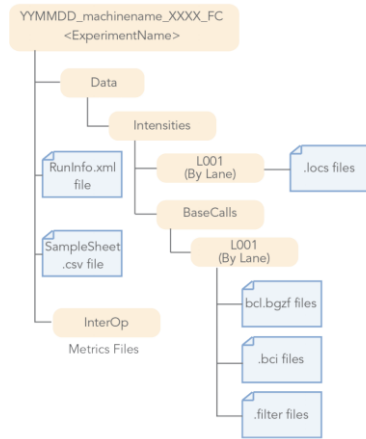 YYMMDD_machinename_XXXX_FC
<ExperimentName>
Data
Intensities
RunInfo.xml
file
L001
(By Lane)
.locs files
BaseCalls
SampleSheet
.csv file
L001
(By Lane)
bcl.bgzf files
InterOp
Metrics Files
.bci files
.filter files